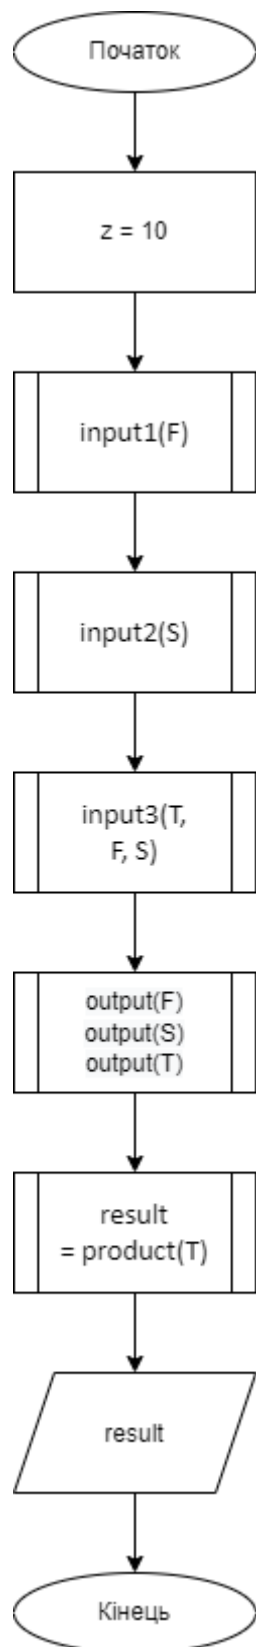 Початок
z = 10
input1(F)
input2(S)
input3(T,
F, S)
output(F)
output(S)
output(T)
result
= product(T)
result
Кінець